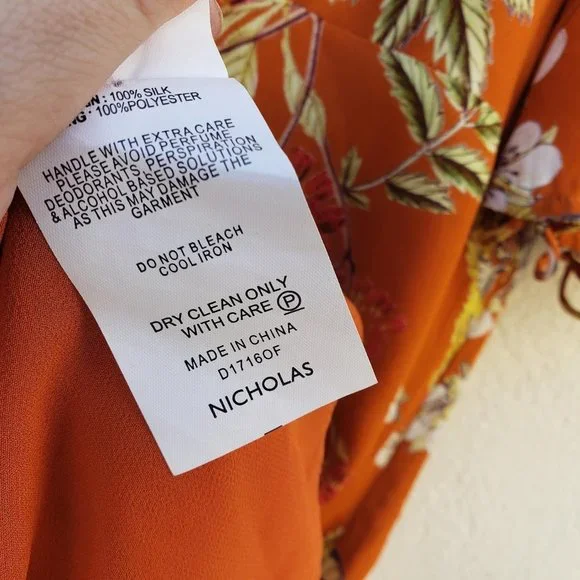 : 100% SILK
: 100%POLYESTER
HANDLE WITH EXTRA CARE
PLEASE AVOID PERFUME
DEODORANTS, PERSPIRATION
& ALCOHOL BASED SOLUTIONS
AS THIS MAY DAMAGE THE
GARMENT
DO NOT BLEACH
COOL IRON
DRY CLEAN ONLY
WITH CARE Ⓟ
MADE IN CHINA
D1716OF
NICHOLAS